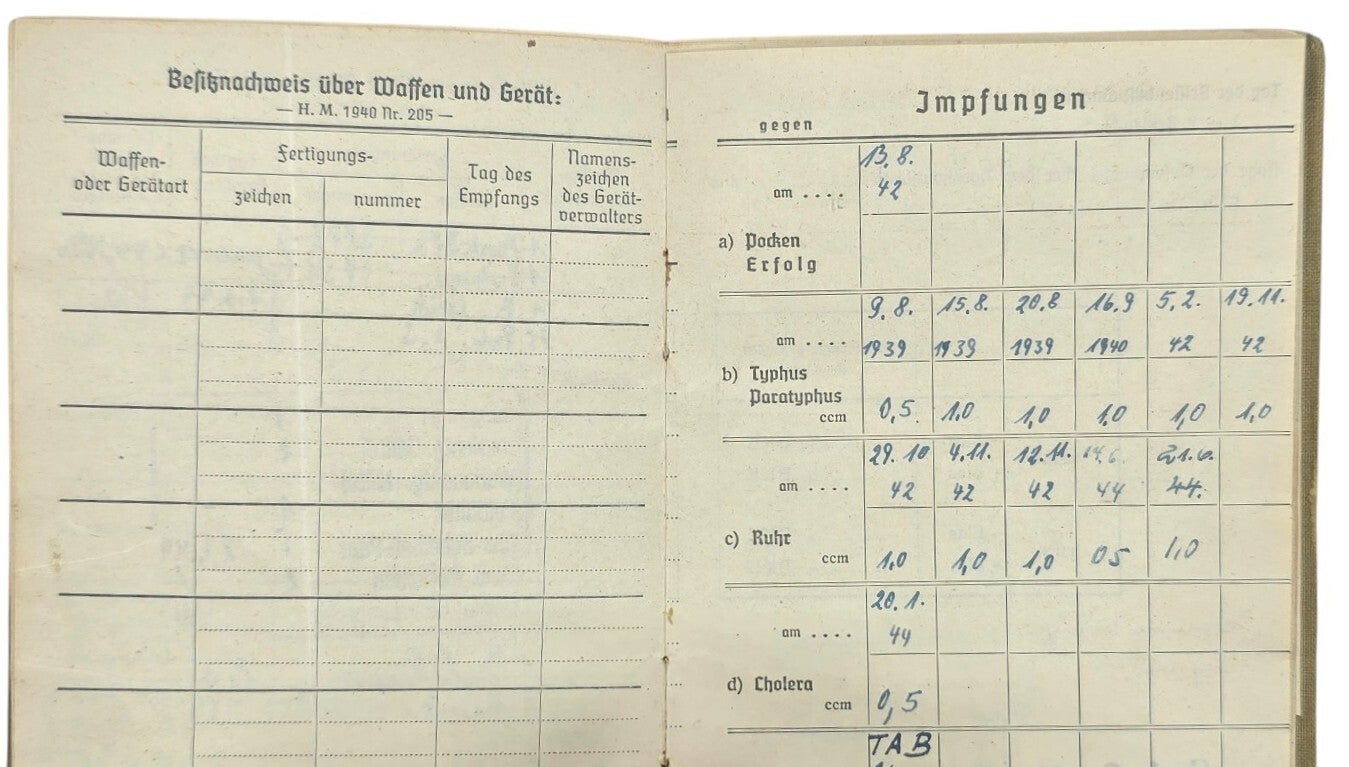 Besitznachweis über Waffen und Gerät:
— H. M. 1940 Nr. 205 —
Waffen-
oder Gerätart
Fertigungs-
zeichen
nummer
Tag des
Empfangs
Namens-
zeichen
des Gerät-
verwalters
Impfungen
gegen
13. 8.
am .... 42
a) Pocken
Erfolg
9. 8. 15. 8. 20. 8 16. 9 5. 2. 19. 11.
am .... 1939 1939 1939 1940 42 42
b) Typhus
Paratyphus
ccm 0,5 1,0 1,0 1,0 1,0 1,0
29. 10 4. 11. 12. 11. 14. 6. 21. 6.
am .... 42 42 42 44 44.
c) Ruhr
ccm 1,0 1,0 1,0 05 1,0
20. 1.
am .... 44
d) Cholera
ccm 0,5
TAB